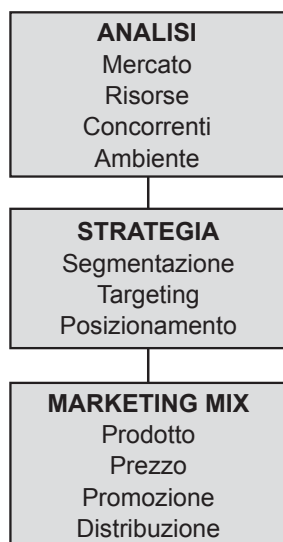 ANALISI
Mercato
Risorse
Concorrenti
Ambiente
STRATEGIA
Segmentazione
Targeting
Posizionamento
MARKETING MIX
Prodotto
Prezzo
Promozione
Distribuzione